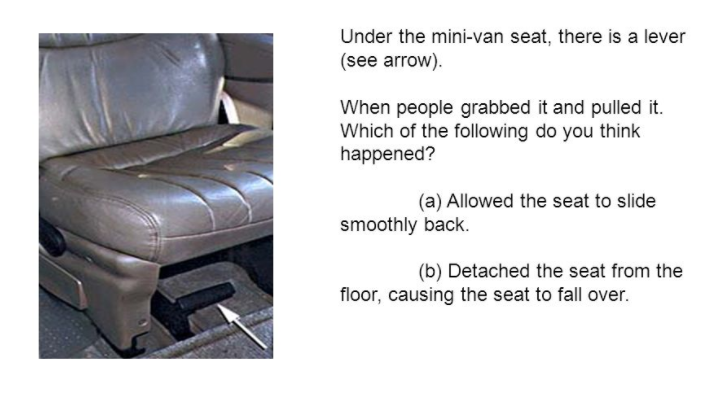 Under the mini-van seat, there is a lever
(see arrow).
When people grabbed it and pulled it.
Which of the following do you think
happened?
(a) Allowed the seat to slide
smoothly back.
(b) Detached the seat from the
floor, causing the seat to fall over.